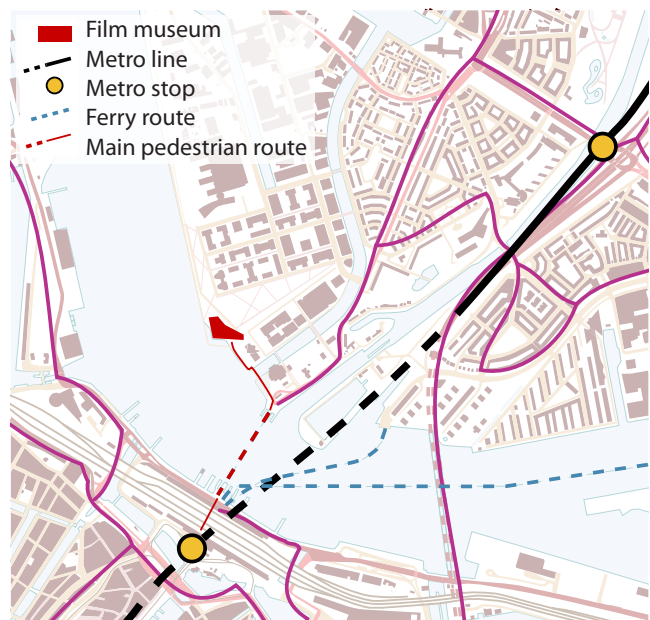 Film museum
Metro line
Metro stop
Ferry route
Main pedestrian route